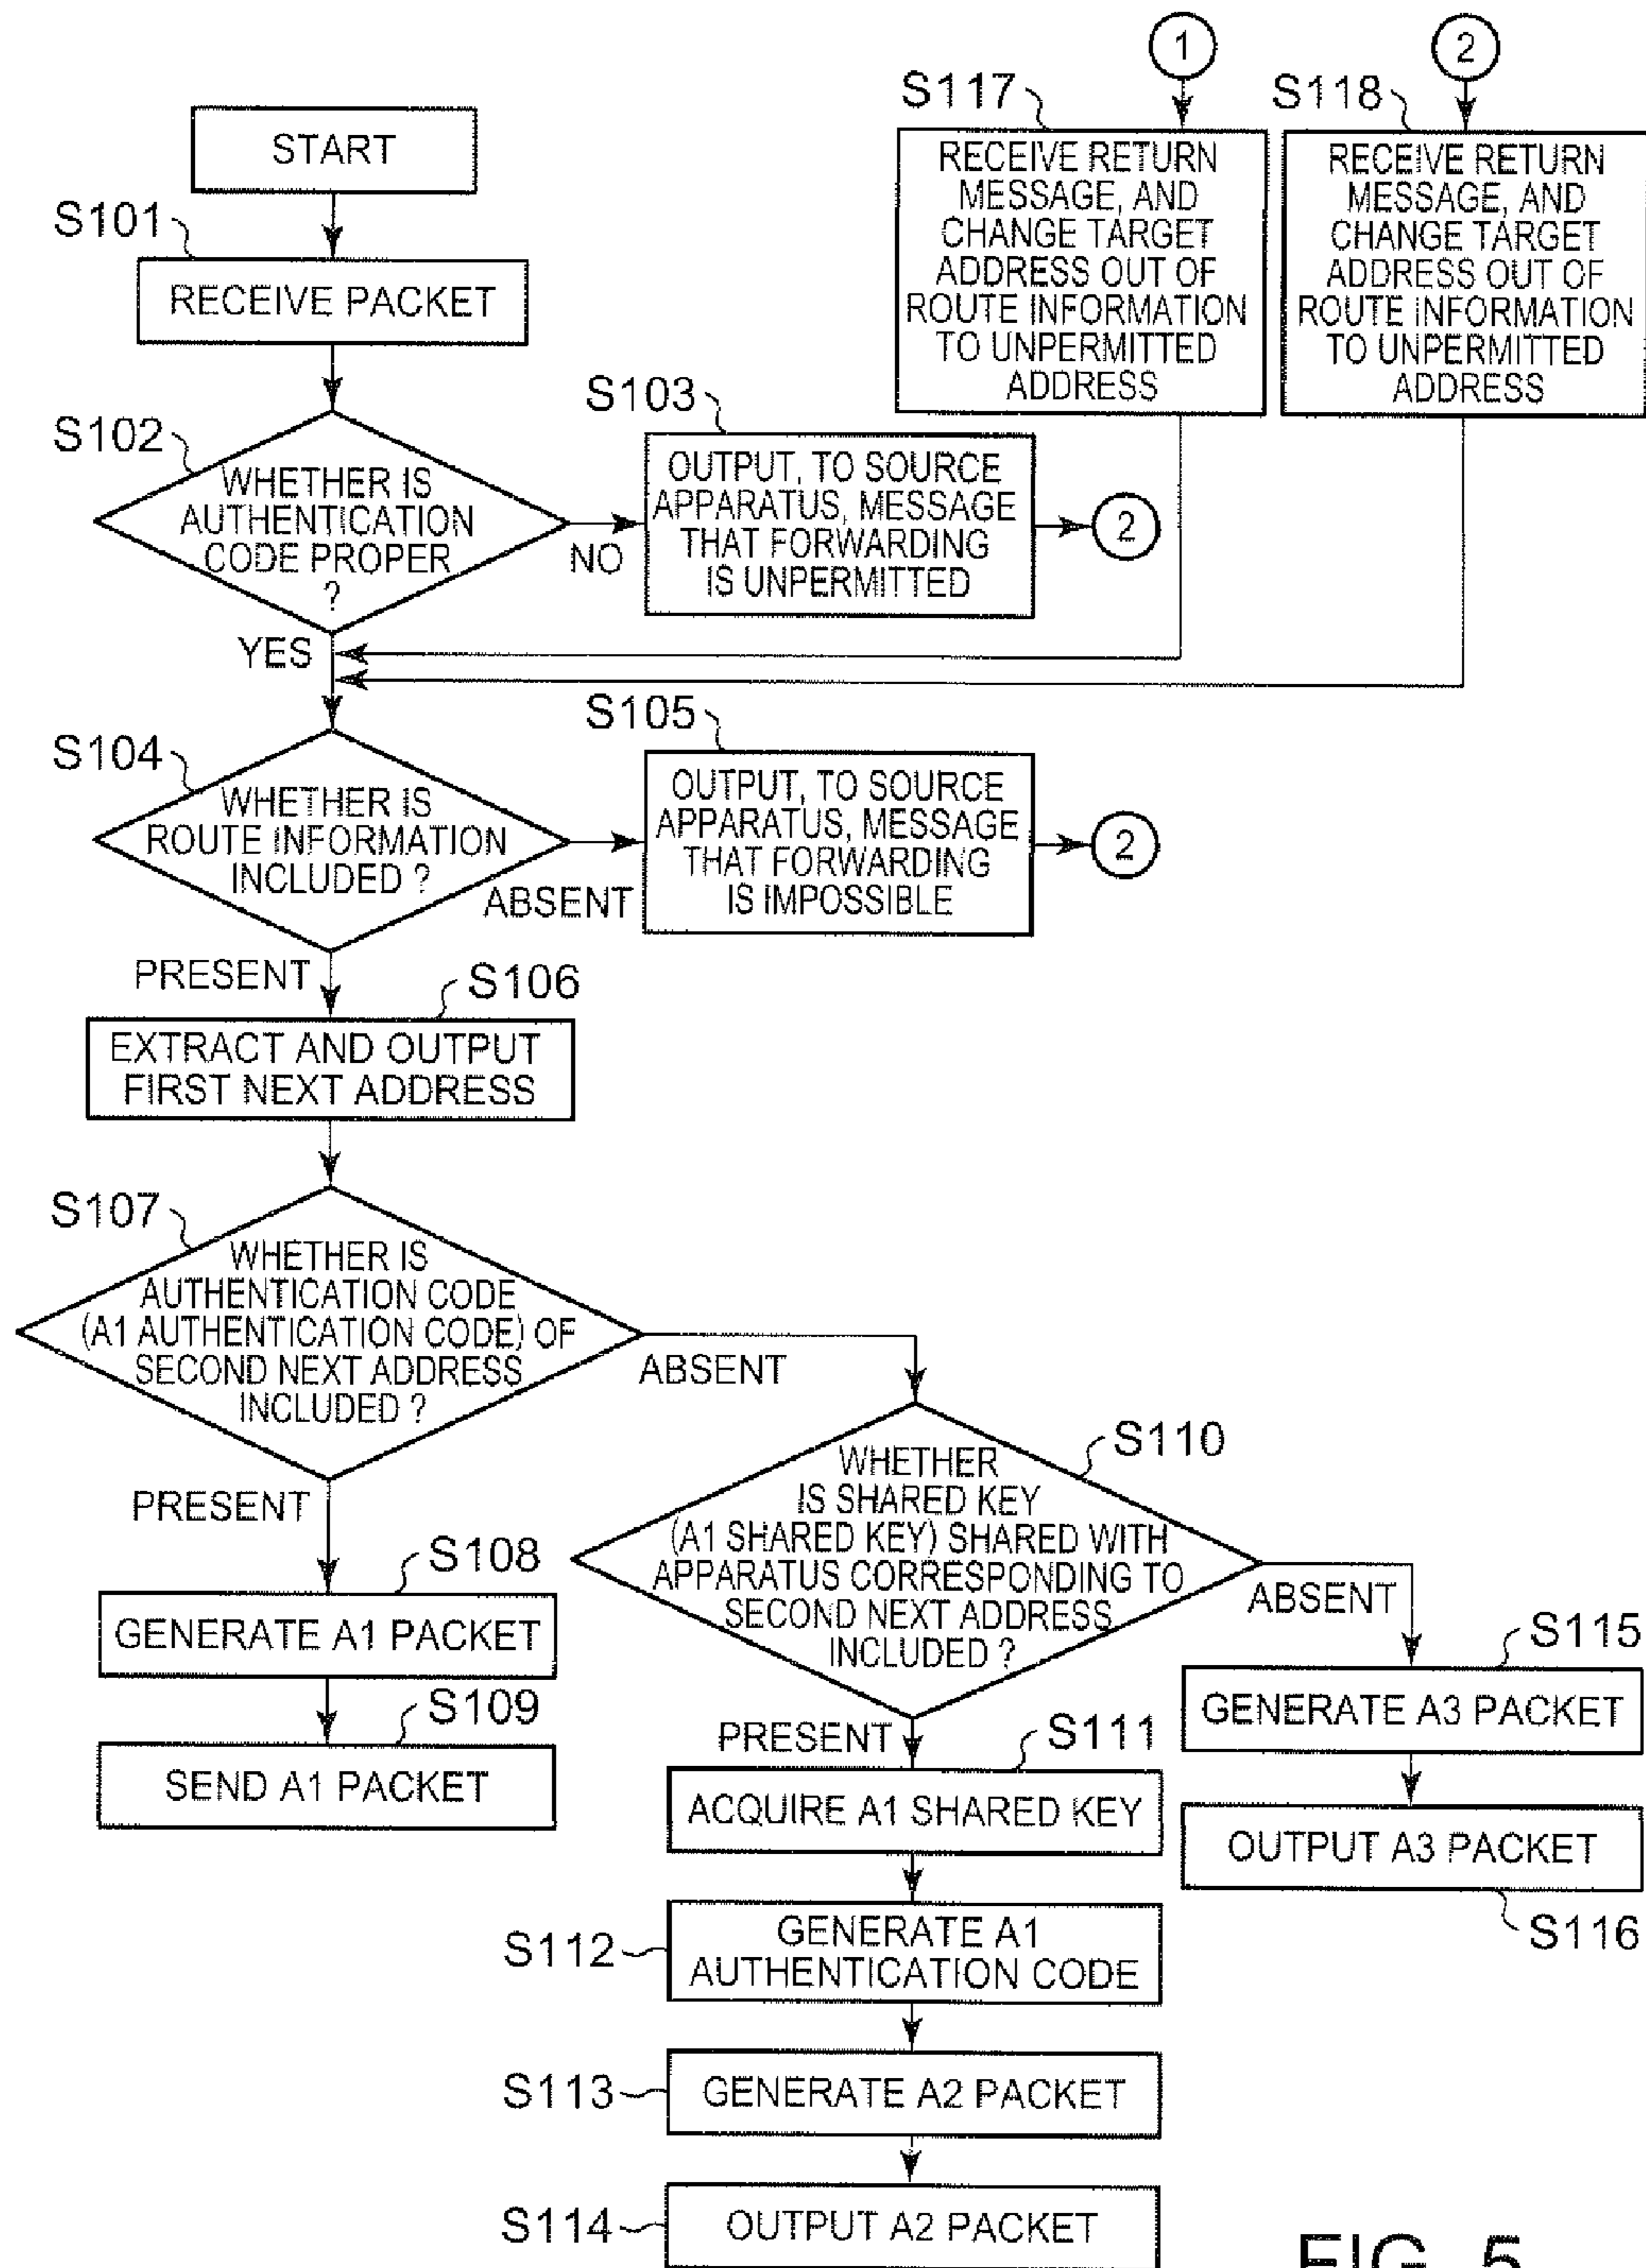 1
2
S117
S118
RECEIVE RETURN
MESSAGE, AND
CHANGE TARGET
ADDRESS OUT OF
ROUTE INFORMATION
TO UNPERMITTED
ADDRESS
RECEIVE RETURN
MESSAGE, AND
CHANGE TARGET
ADDRESS OUT OF
ROUTE INFORMATION
TO UNPERMITTED
ADDRESS
START
S101
RECEIVE PACKET
S102
WHETHER IS
AUTHENTICATION
CODE PROPER
?
NO
YES
S103
OUTPUT, TO SOURCE
APPARATUS, MESSAGE
THAT FORWARDING
IS UNPERMITTED
2
S104
WHETHER IS
ROUTE INFORMATION
INCLUDED ?
ABSENT
PRESENT
S105
OUTPUT, TO SOURCE
APPARATUS, MESSAGE
THAT FORWARDING
IS IMPOSSIBLE
2
S106
EXTRACT AND OUTPUT
FIRST NEXT ADDRESS
S107
WHETHER IS
AUTHENTICATION CODE
(A1 AUTHENTICATION CODE) OF
SECOND NEXT ADDRESS
INCLUDED ?
ABSENT
PRESENT
S108
GENERATE A1 PACKET
S109
SEND A1 PACKET
S110
WHETHER
IS SHARED KEY
(A1 SHARED KEY) SHARED WITH
APPARATUS CORRESPONDING TO
SECOND NEXT ADDRESS
INCLUDED ?
ABSENT
PRESENT
S111
ACQUIRE A1 SHARED KEY
S112
GENERATE A1
AUTHENTICATION CODE
S113
GENERATE A2 PACKET
S114
OUTPUT A2 PACKET
S115
GENERATE A3 PACKET
OUTPUT A3 PACKET
S116
FIG. 5